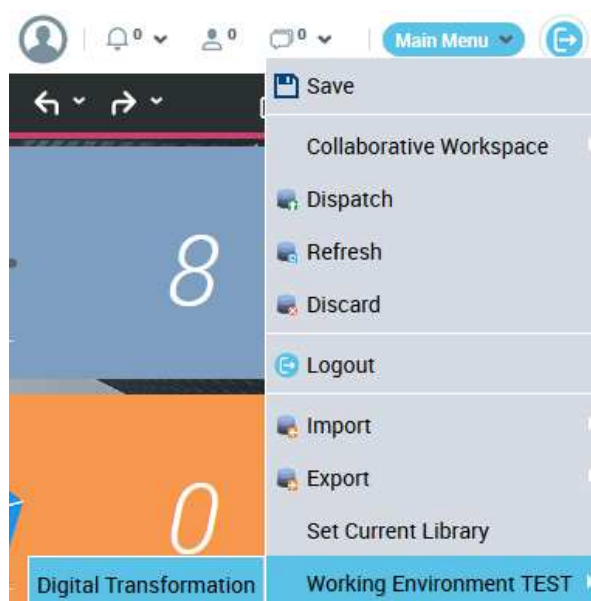 0
0
0
Main Menu
Save
Collaborative Workspace
Dispatch
8
Refresh
Discard
Logout
Import
Export
0
Set Current Library
Digital Transformation
Working Environment TEST